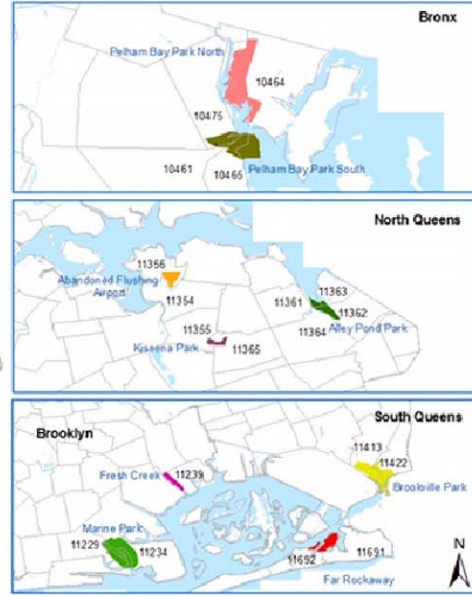 Bronx
Pelham Bay Park North
10464
10475
10461
10465
Pelham Bay Park South
North Queens
11356
Abandoned Flushing
Airport
11354
11363
11361
11362
11364
Alley Pond Park
11355
Kissena Park
11365
South Queens
Brooklyn
11413
11422
Fresh Creek
11239
Brookville Park
Marine Park
11229
11234
11692
11691
Far Rockaway
N